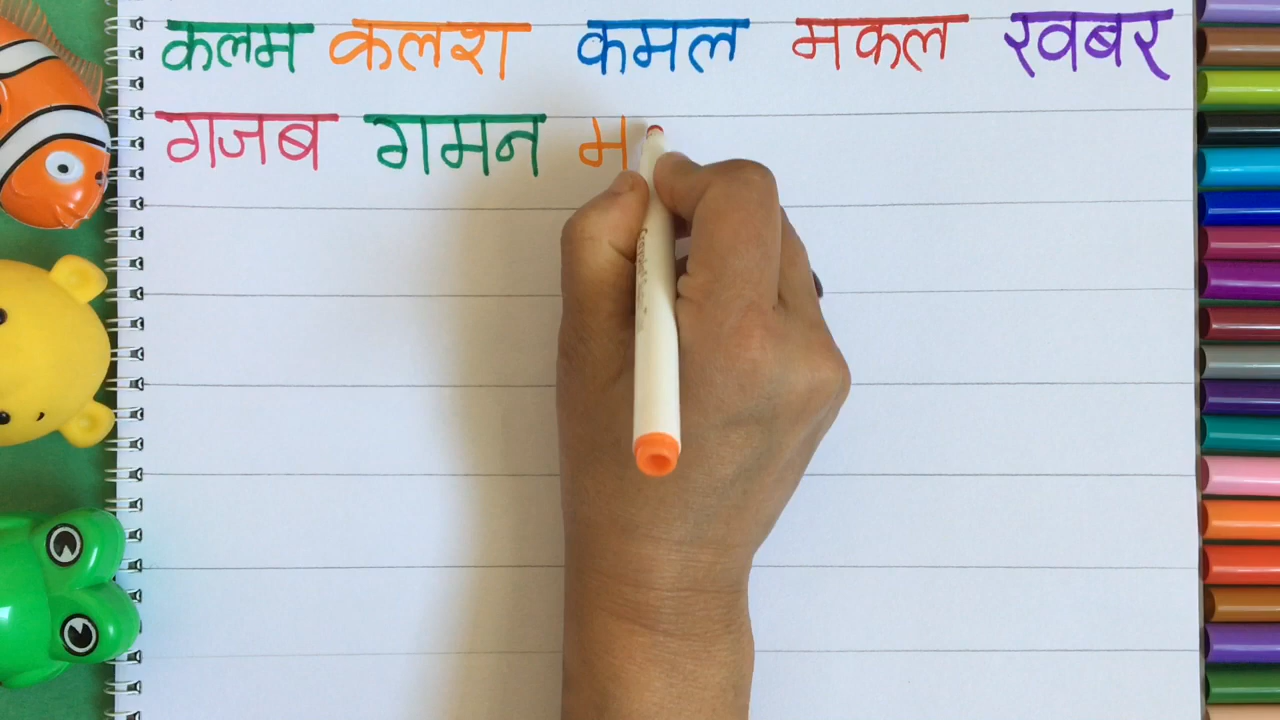 कलम कलश कमल मकल खबर
गजब गमन म